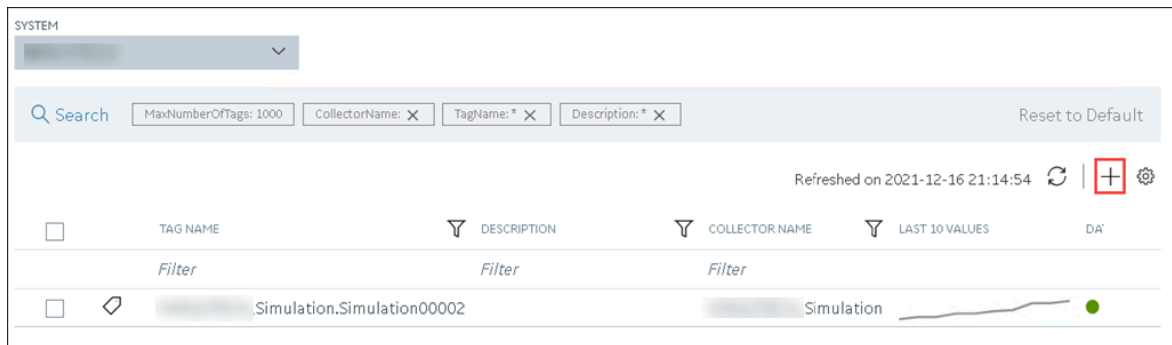 SYSTEM
Search MaxNumberOfTags: 1000 CollectorName: X TagName: * X Description: * X Reset to Default
Refreshed on 2021-12-16 21:14:54
TAG NAME DESCRIPTION COLLECTOR NAME LAST 10 VALUES DA
Filter Filter Filter
.Simulation.Simulation00002 Simulation